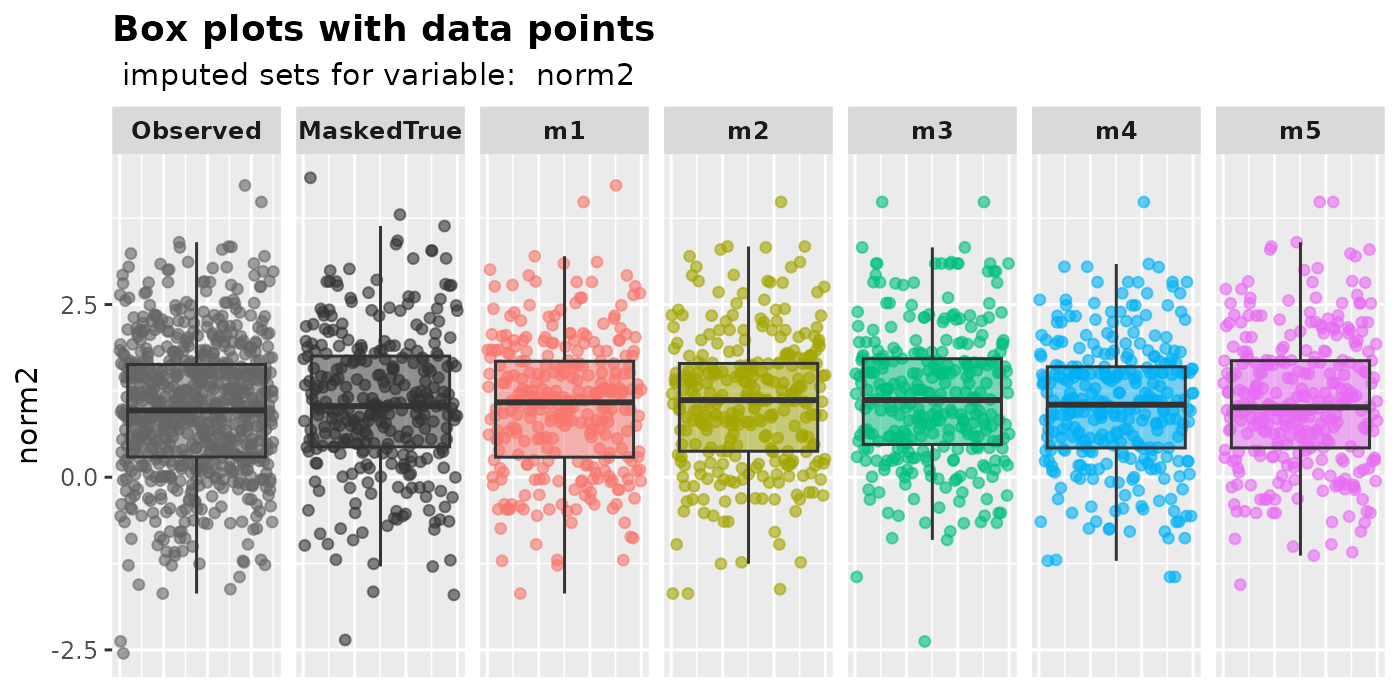 Box plots with data points
imputed sets for variable:  norm2
Observed MaskedTrue m1 m2 m3 m4 m5
norm2
2.5
0.0
-2.5